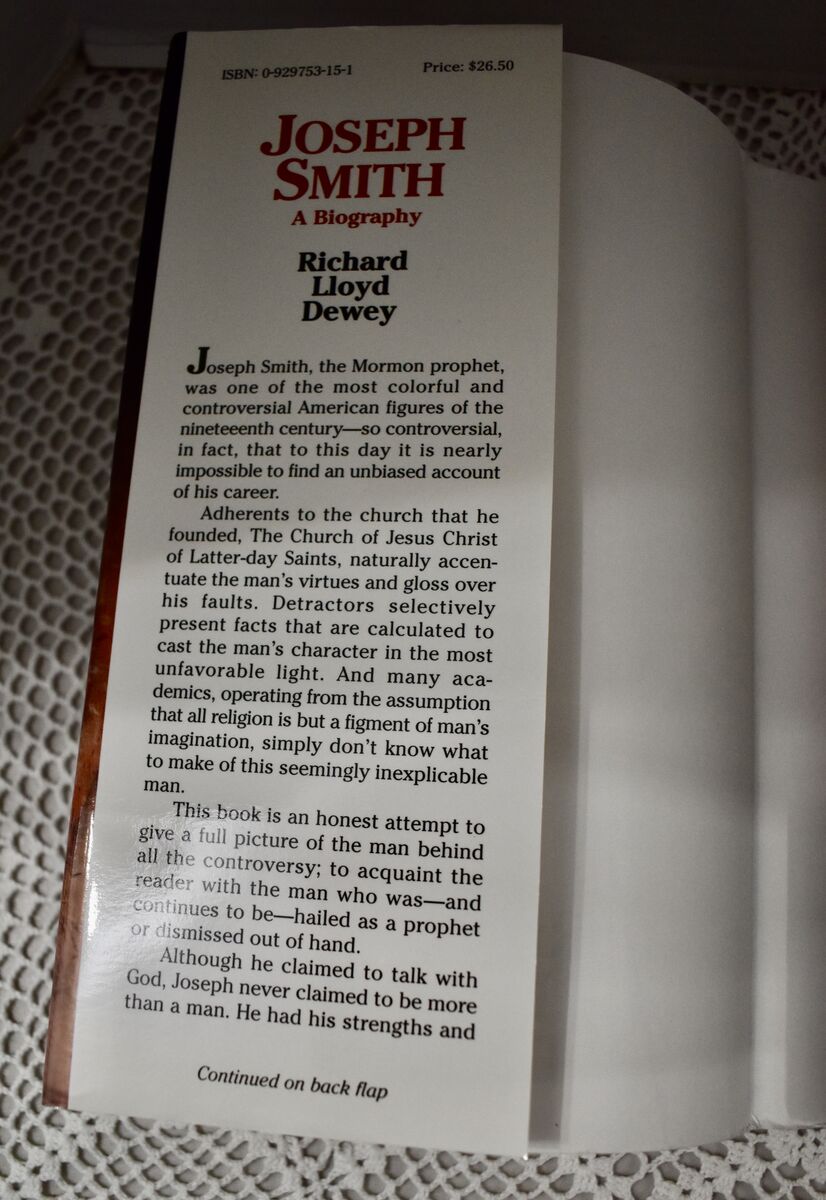 ISBN: 0-929753-15-1 Price: $26.50
JOSEPH
SMITH
A Biography
Richard
Lloyd
Dewey
Joseph Smith, the Mormon prophet,
was one of the most colorful and
controversial American figures of the
nineteeenth century—so controversial,
in fact, that to this day it is nearly
impossible to find an unbiased account
of his career.
Adherents to the church that he
founded, The Church of Jesus Christ
of Latter-day Saints, naturally accen-
tuate the man's virtues and gloss over
his faults. Detractors selectively
present facts that are calculated to
cast the man's character in the most
unfavorable light. And many aca-
demics, operating from the assumption
that all religion is but a figment of man's
imagination, simply don't know what
to make of this seemingly inexplicable
man.
This book is an honest attempt to
give a full picture of the man behind
all the controversy; to acquaint the
reader with the man who was—and
continues to be—hailed as a prophet
or dismissed out of hand.
Although he claimed to talk with
God, Joseph never claimed to be more
than a man. He had his strengths and
Continued on back flap